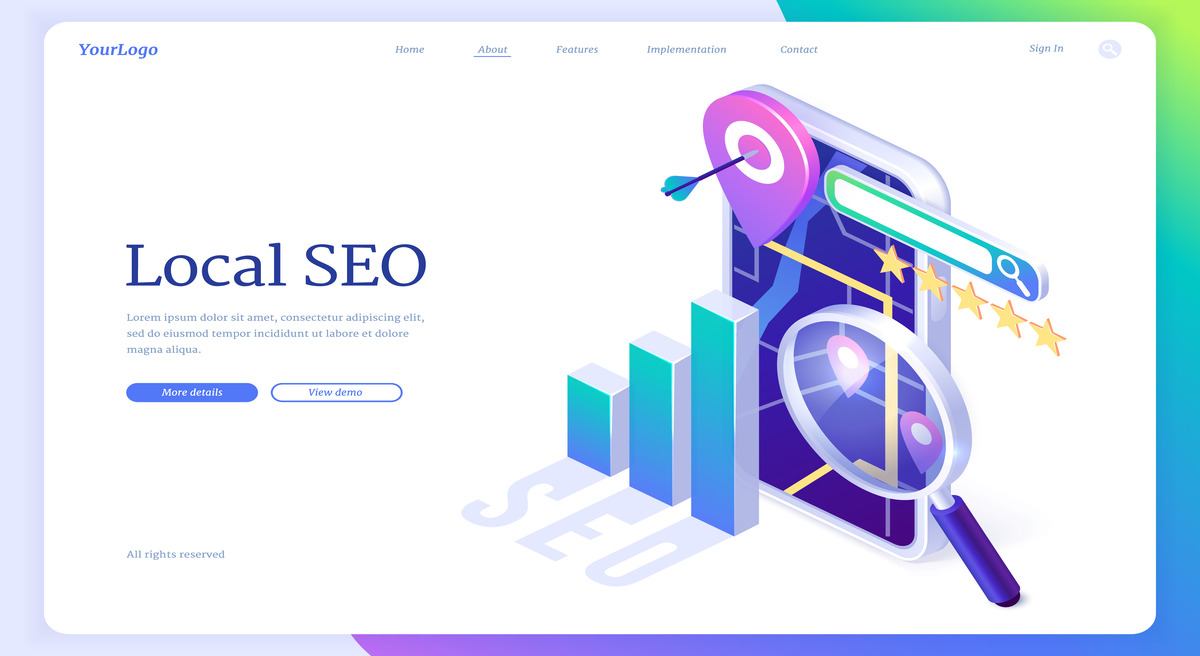 YourLogo
Home About Features Implementation Contact Sign In
Local SEO
Lorem ipsum dolor sit amet, consectetur adipiscing elit,
sed do eiusmod tempor incididunt ut labore et dolore
magna aliqua.
More details View demo
SEO
All rights reserved